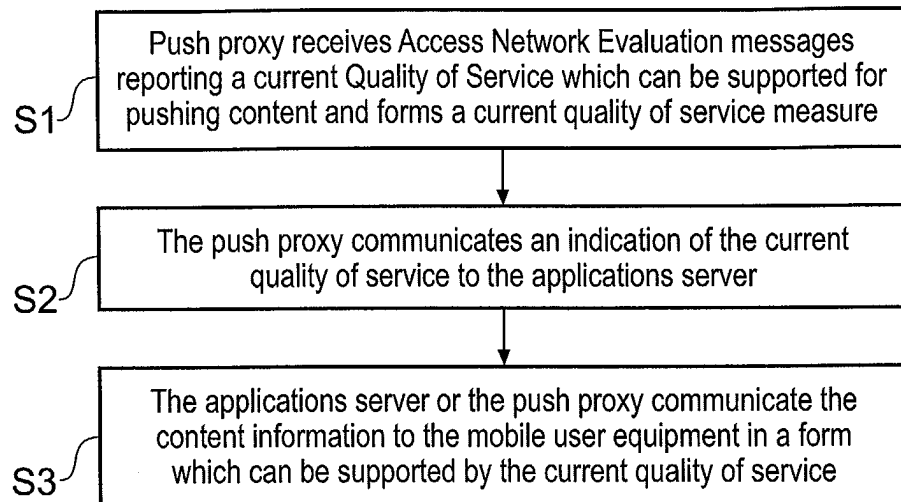 Push proxy receives Access Network Evaluation messages
reporting a current Quality of Service which can be supported for
pushing content and forms a current quality of service measure
S1
The push proxy communicates an indication of the current
quality of service to the applications server
S2
The applications server or the push proxy communicate the
content information to the mobile user equipment in a form
which can be supported by the current quality of service
S3